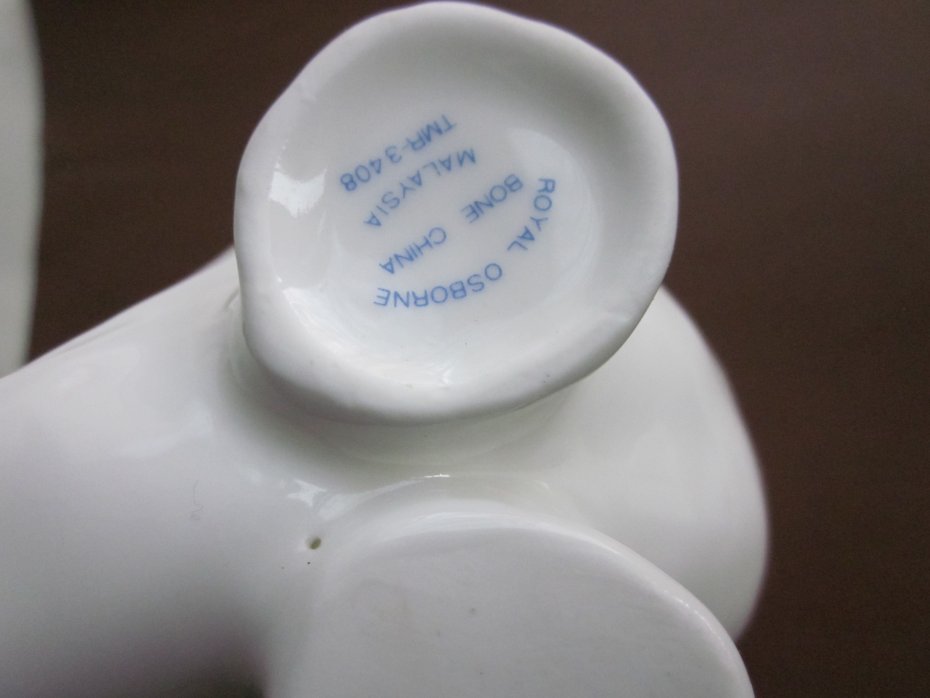 ROYAL OSBORNE
BONE CHINA
MALAYSIA
TMR-3408